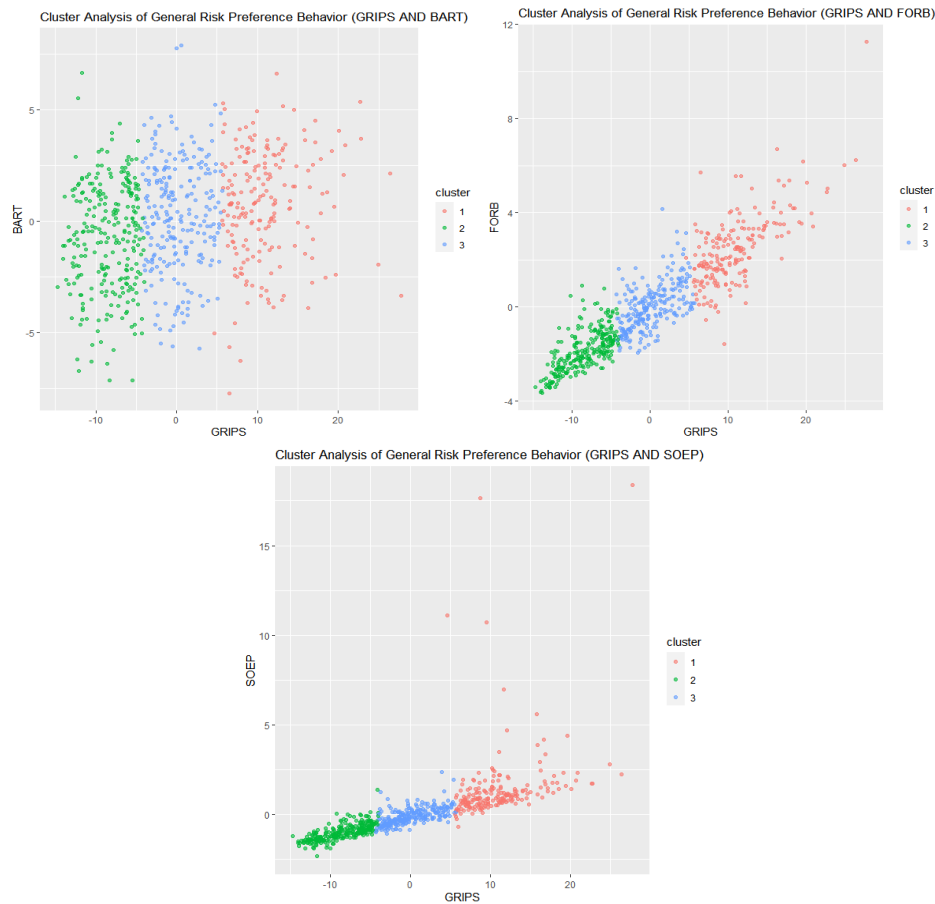 Cluster Analysis of General Risk Preference Behavior (GRIPS AND BART)
5
0
-5
BART
-10
0
10
20
GRIPS
cluster
1
2
3
Cluster Analysis of General Risk Preference Behavior (GRIPS AND FORB)
12
8
4
0
-4
FORB
-10
0
10
20
GRIPS
cluster
1
2
3
Cluster Analysis of General Risk Preference Behavior (GRIPS AND SOEP)
15
10
5
0
SOEP
-10
0
10
20
GRIPS
cluster
1
2
3